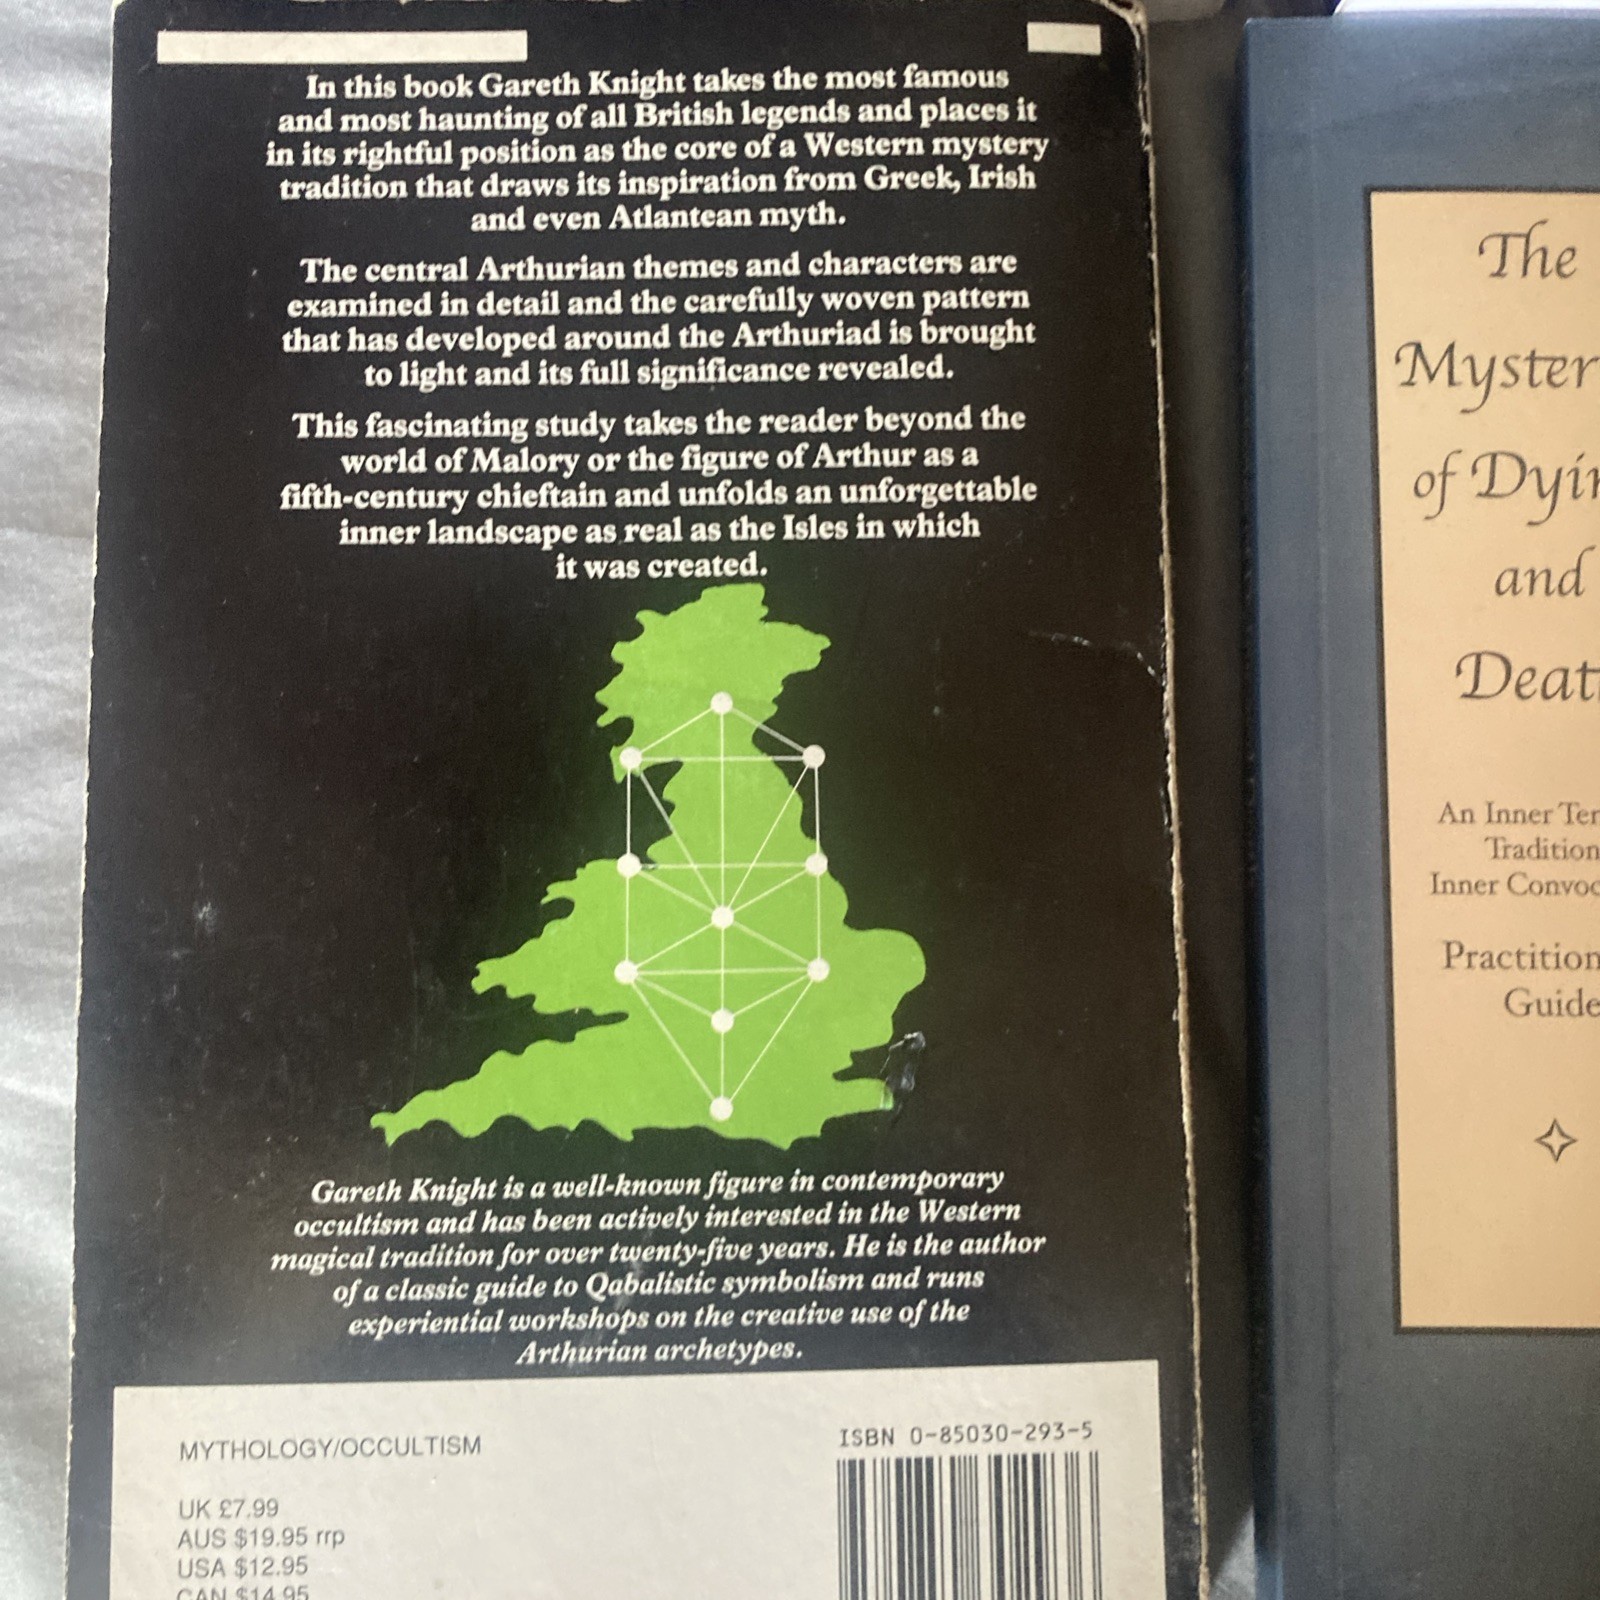 In this book Gareth Knight takes the most famous
and most haunting of all British legends and places it
in its rightful position as the core of a Western mystery
tradition that draws its inspiration from Greek, Irish
and even Atlantean myth.
The central Arthurian themes and characters are
examined in detail and the carefully woven pattern
that has developed around the Arthuriad is brought
to light and its full significance revealed.
This fascinating study takes the reader beyond the
world of Malory or the figure of Arthur as a
fifth-century chieftain and unfolds an unforgettable
inner landscape as real as the Isles in which
it was created.
Gareth Knight is a well-known figure in contemporary
occultism and has been actively interested in the Western
magical tradition for over twenty-five years. He is the author
of a classic guide to Qabalistic symbolism and runs
experiential workshops on the creative use of the
Arthurian archetypes.
MYTHOLOGY/OCCULTISM
UK £7.99
AUS $19.95 rrp
USA $12.95
CAN $14.95
ISBN 0-85030-293-5
The
of
and
An Inner
Tradition
Inner